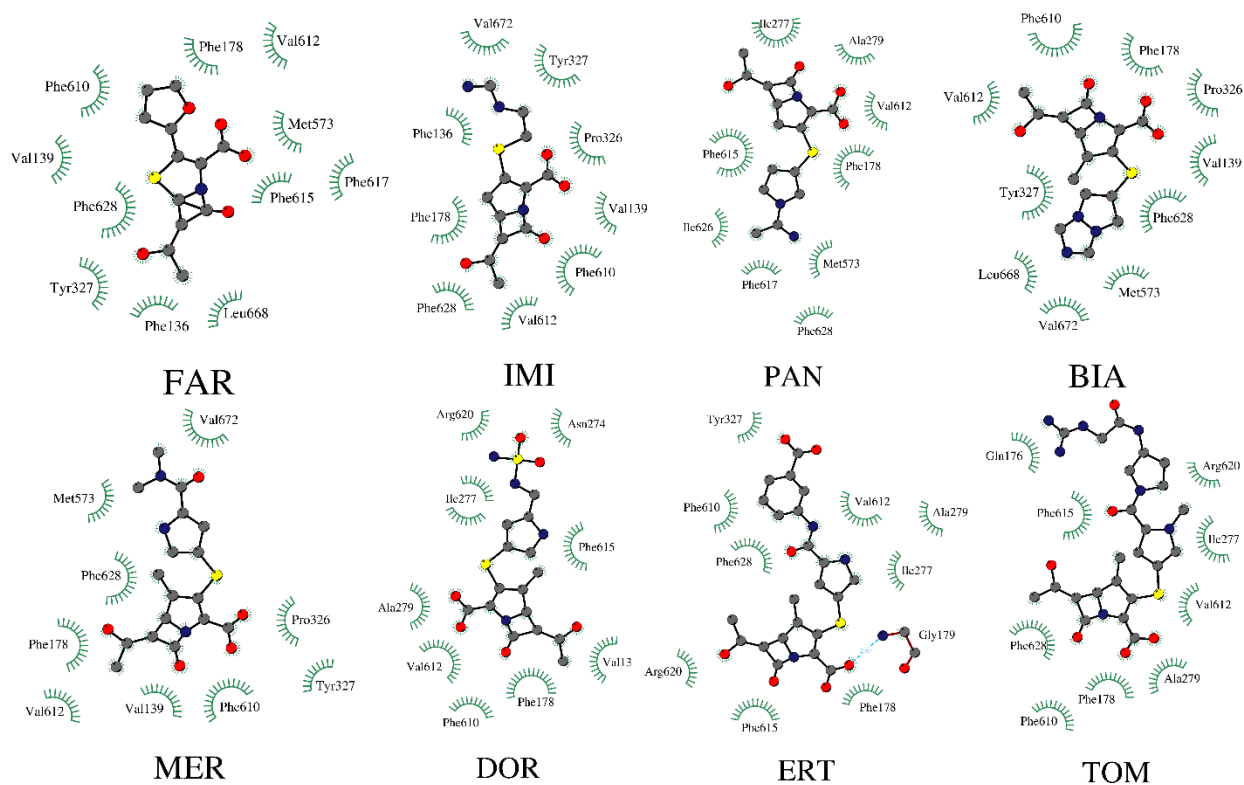 Phe178
Val612
Phe610
Met573
Val139
Phe617
Phe615
Phe628
Tyr327
Leu668
Phe136
FAR
Val672
Tyr327
Phe136
Pro326
Val139
Phe178
Phe610
Phe628
Val612
IMI
Ile277
Ala279
Val612
Phe615
Phe178
Ile626
Met573
Phe617
Phe628
PAN
Phe610
Phe178
Pro326
Val612
Val139
Tyr327
Phe628
Leu668
Met573
Val672
BIA
Val672
Met573
Phe628
Pro326
Phe178
Tyr327
Val612
Val139
Phe610
MER
Arg620
Asn274
Ile277
Phe615
Ala279
Val612
Val13
Phe178
Phe610
DOR
Tyr327
Phe610
Val612
Ala279
Phe628
Ile277
Gly179
Arg620
Phe178
Phe615
ERT
Gln176
Arg620
Phe615
Ile277
Val612
Phe628
Ala279
Phe178
Phe610
TOM